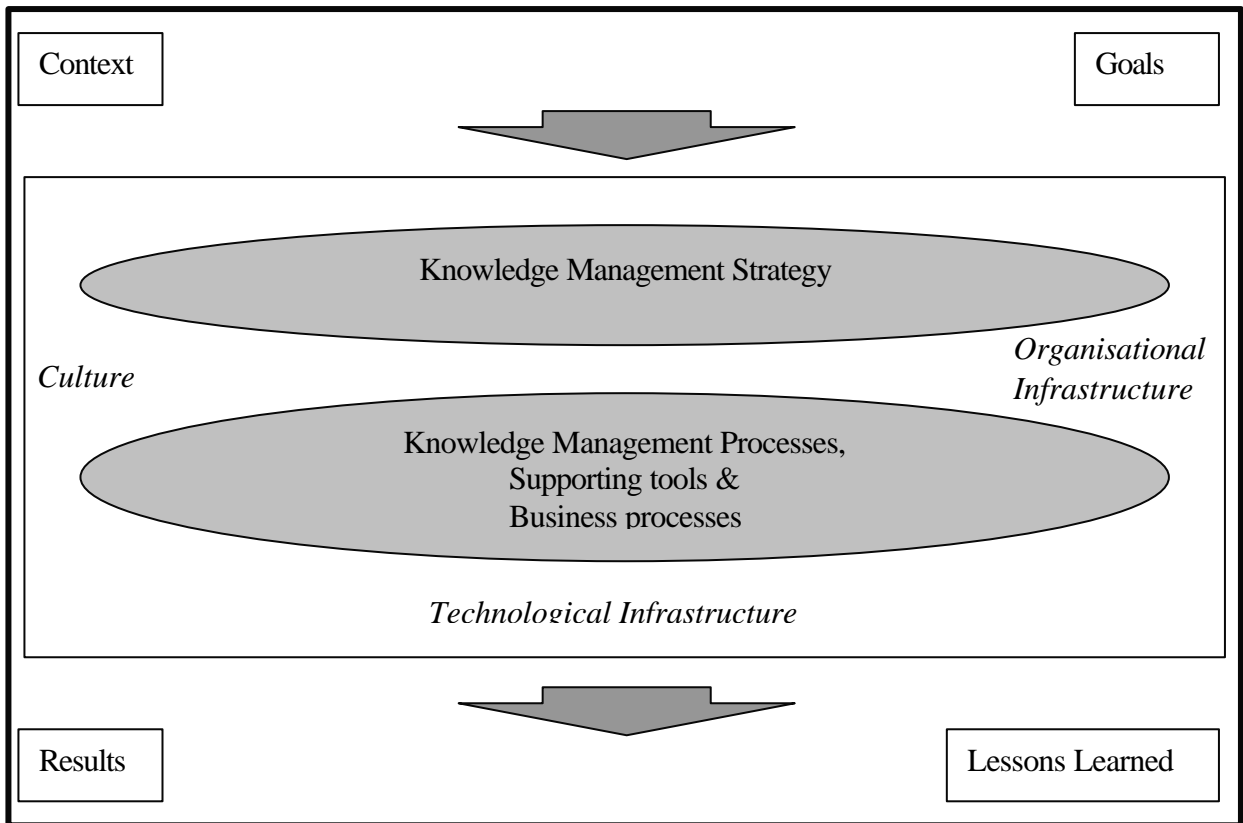 Context
Goals
Knowledge Management Strategy
Culture
Organisational
Infrastructure
Knowledge Management Processes,
Supporting tools &
Business processes
Technological Infrastructure
Results
Lessons Learned